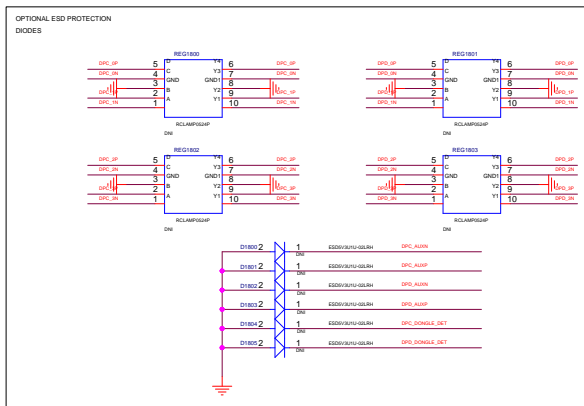 OPTIONAL ESD PROTECTION
DIODES
REG1800
DPC_0P 5 D Y4 6 DPC_0P
DPC_0N 4 C Y3 7 DPC_0N
3 GND GND1 8
DPC_1P 2 B Y2 9 DPC_1P
DPC_1N 1 A Y1 10 DPC_1N
RCLAMP0524P
DNI
REG1801
DPD_0P 5 D Y4 6 DPD_0P
DPD_0N 4 C Y3 7 DPD_0N
3 GND GND1 8
DPD_1P 2 B Y2 9 DPD_1P
DPD_1N 1 A Y1 10 DPD_1N
RCLAMP0524P
DNI
REG1802
DPC_2P 5 D Y4 6 DPC_2P
DPC_2N 4 C Y3 7 DPC_2N
3 GND GND1 8
DPC_3P 2 B Y2 9 DPC_3P
DPC_3N 1 A Y1 10 DPC_3N
RCLAMP0524P
DNI
REG1803
DPD_2P 5 D Y4 6 DPD_2P
DPD_2N 4 C Y3 7 DPD_2N
3 GND GND1 8
DPD_3P 2 B Y2 9 DPD_3P
DPD_3N 1 A Y1 10 DPD_3N
RCLAMP0524P
DNI
D1800 2 1 ESD5V3U1U-02LRH DPC_AUXN
DNI
D1801 2 1 ESD5V3U1U-02LRH DPC_AUXP
DNI
D1802 2 1 ESD5V3U1U-02LRH DPD_AUXN
DNI
D1803 2 1 ESD5V3U1U-02LRH DPD_AUXP
DNI
D1804 2 1 ESD5V3U1U-02LRH DPC_DONGLE_DET
DNI
D1805 2 1 ESD5V3U1U-02LRH DPD_DONGLE_DET
DNI